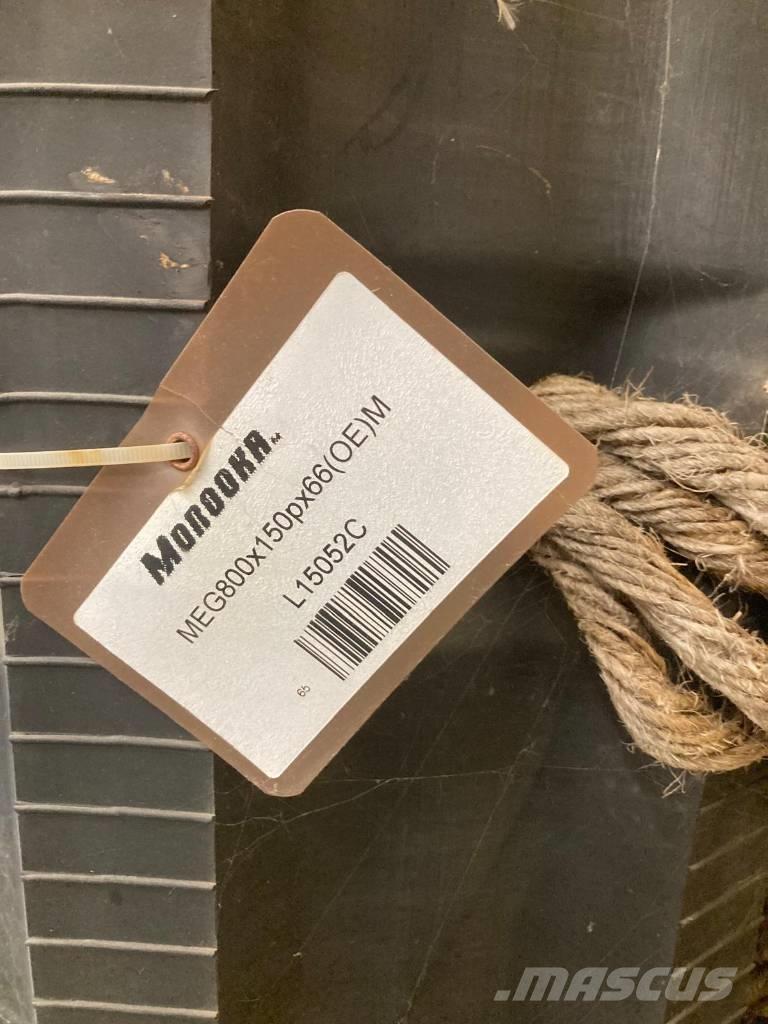 MOROOKA
MEG800x150px66(OE)M
L15052C
65
MASCUS